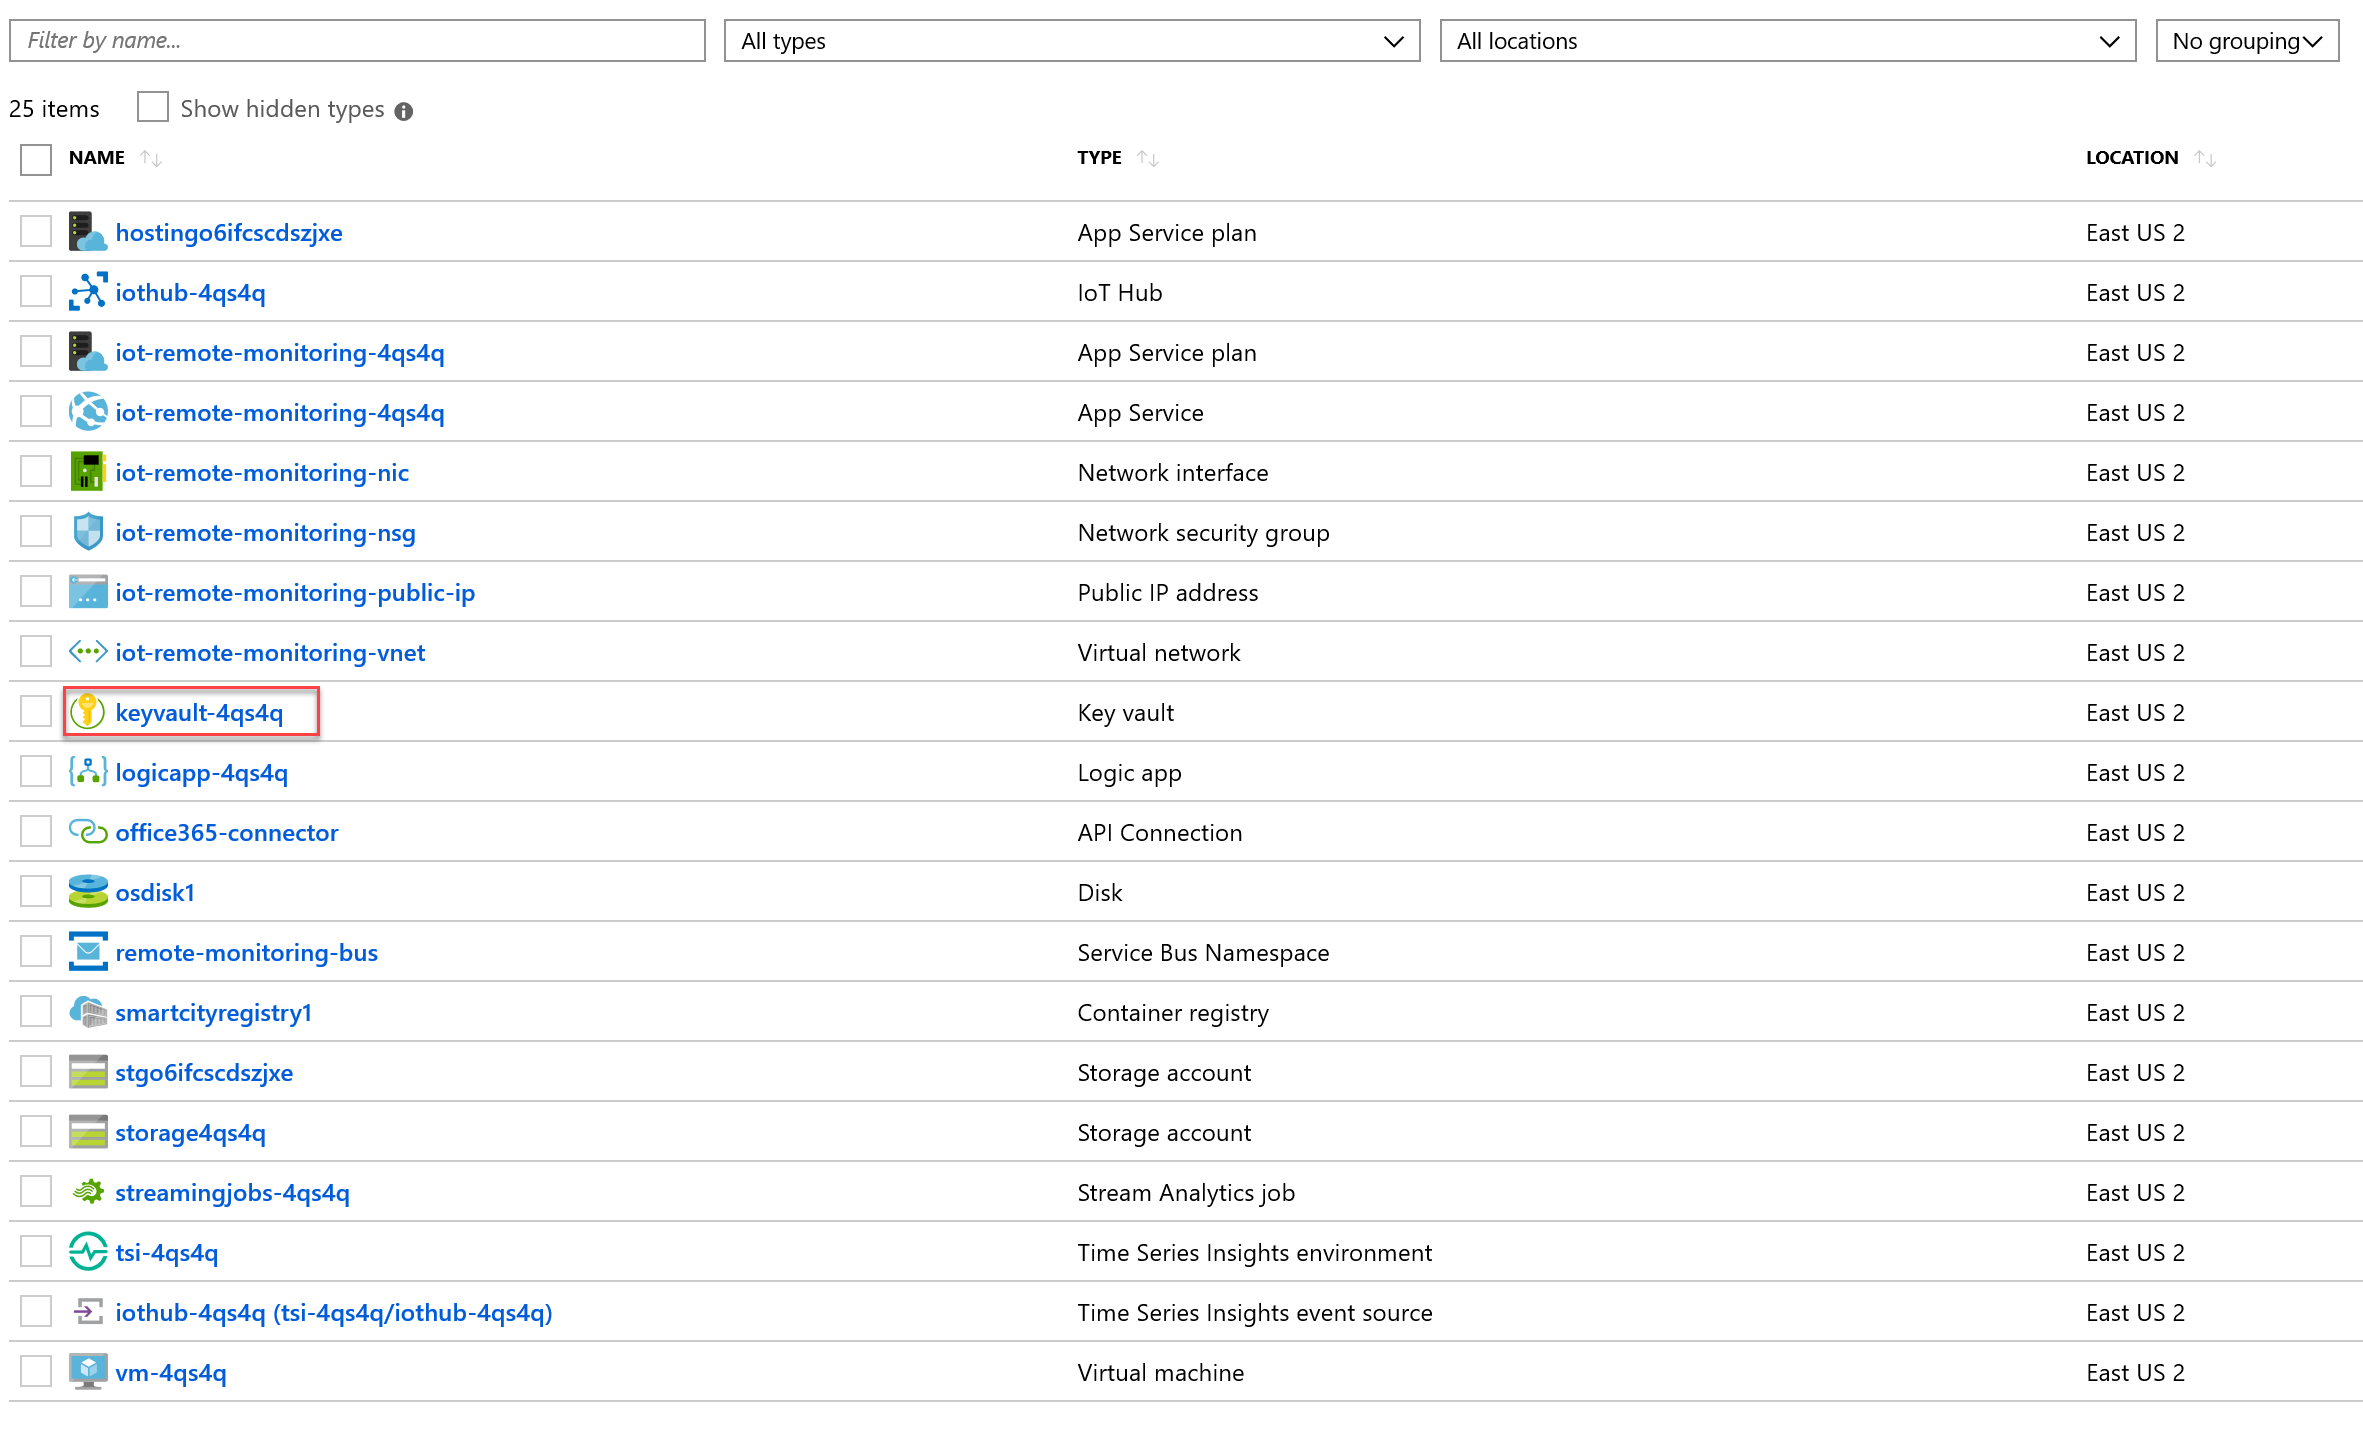 Filter by name... All types All locations No grouping
25 items Show hidden types
NAME TYPE LOCATION
hostingo6ifcscdszjxe App Service plan East US 2
iothub-4qs4q IoT Hub East US 2
iot-remote-monitoring-4qs4q App Service plan East US 2
iot-remote-monitoring-4qs4q App Service East US 2
iot-remote-monitoring-nic Network interface East US 2
iot-remote-monitoring-nsg Network security group East US 2
iot-remote-monitoring-public-ip Public IP address East US 2
iot-remote-monitoring-vnet Virtual network East US 2
keyvault-4qs4q Key vault East US 2
logicapp-4qs4q Logic app East US 2
office365-connector API Connection East US 2
osdisk1 Disk East US 2
remote-monitoring-bus Service Bus Namespace East US 2
smartcityregistry1 Container registry East US 2
stgo6ifcscdszjxe Storage account East US 2
storage4qs4q Storage account East US 2
streamingjobs-4qs4q Stream Analytics job East US 2
tsi-4qs4q Time Series Insights environment East US 2
iothub-4qs4q (tsi-4qs4q/iothub-4qs4q) Time Series Insights event source East US 2
vm-4qs4q Virtual machine East US 2